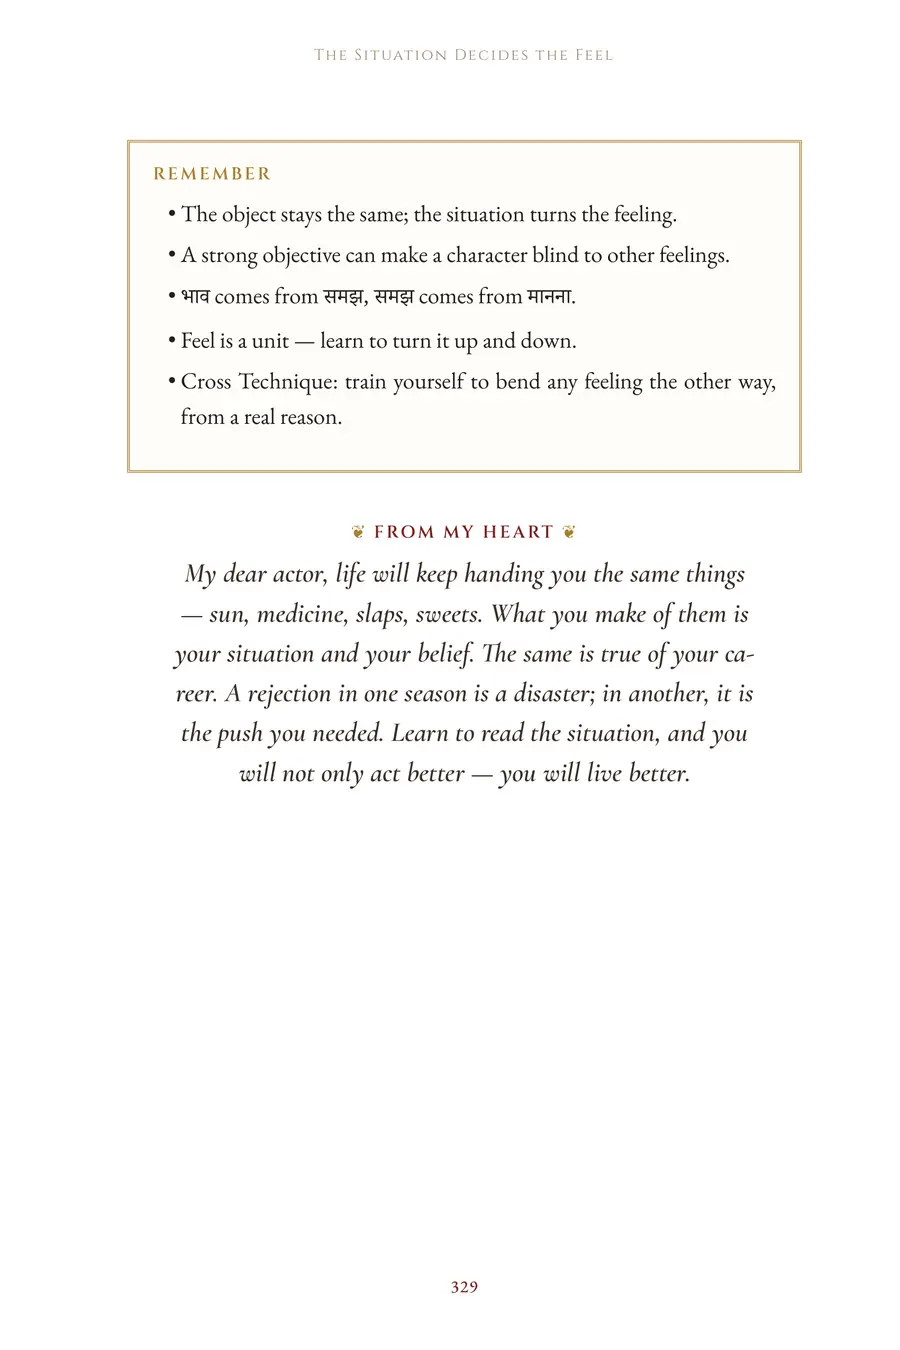 The Situation Decides the Feel
REMEMBER
• The object stays the same; the situation turns the feeling.
• A strong objective can make a character blind to other feelings.
• भाव comes from समझ, समझ comes from मानना.
• Feel is a unit — learn to turn it up and down.
• Cross Technique: train yourself to bend any feeling the other way,
from a real reason.
❦ FROM MY HEART ❦
My dear actor, life will keep handing you the same things
— sun, medicine, slaps, sweets. What you make of them is
your situation and your belief. The same is true of your ca-
reer. A rejection in one season is a disaster; in another, it is
the push you needed. Learn to read the situation, and you
will not only act better — you will live better.
329